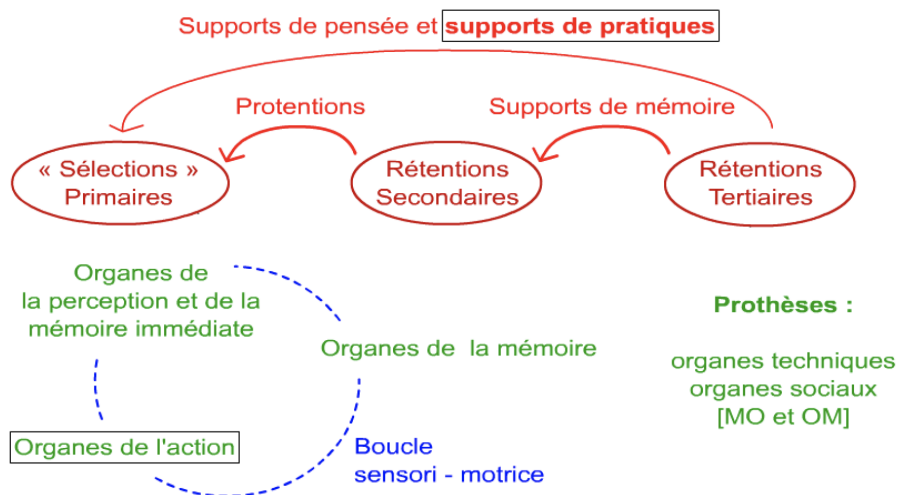 Supports de pensée et supports de pratiques
Protentions
Supports de mémoire
« Sélections »
Primaires
Rétentions
Secondaires
Rétentions
Tertiaires
Organes de
la perception et de la
mémoire immédiate
Organes de la mémoire
Prothèses :
organes techniques
organes sociaux
[MO et OM]
Organes de l'action
Boucle
sensori - motrice